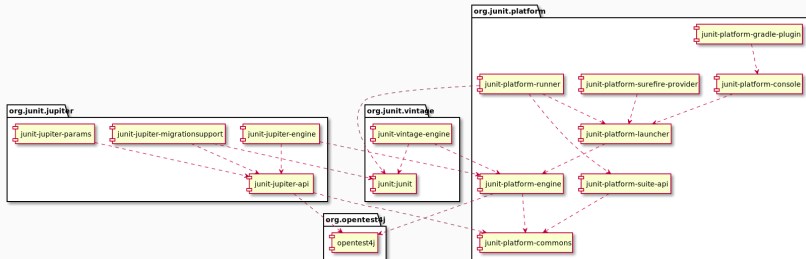 org.junit.platform
junit-platform-gradle-plugin
junit-platform-runner
junit-platform-surefire-provider
junit-platform-console
org.junit.jupiter
org.junit.vintage
junit-jupiter-params
junit-jupiter-migrationsupport
junit-jupiter-engine
junit-vintage-engine
junit-platform-launcher
junit-jupiter-api
junit:junit
junit-platform-engine
junit-platform-suite-api
org.opentest4j
opentest4j
junit-platform-commons